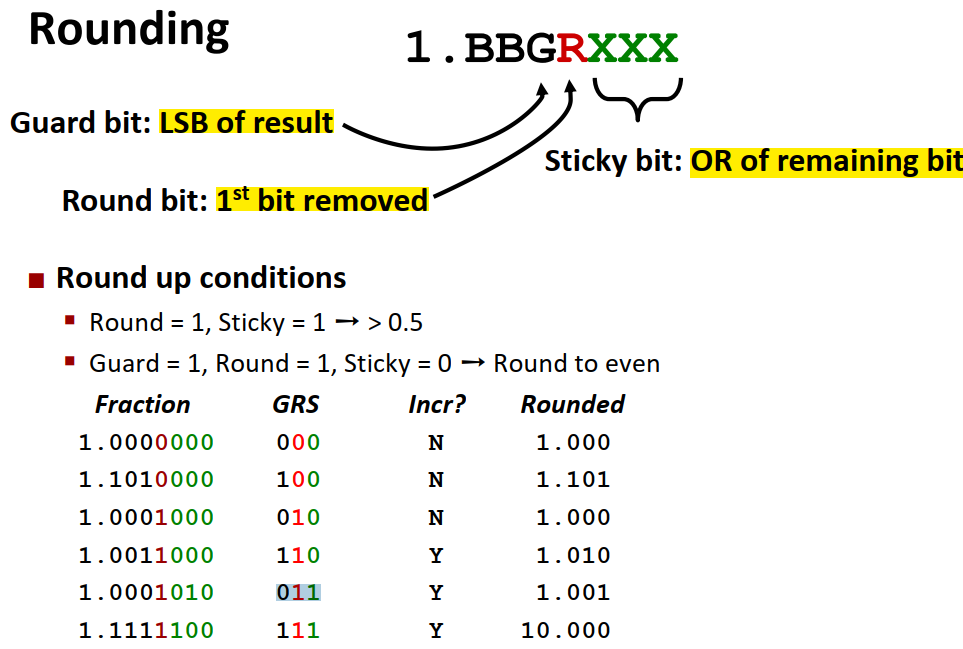 Rounding
1.BBGRXXX
Guard bit: LSB of result
Sticky bit: OR of remaining bit
Round bit: 1st bit removed
Round up conditions
Round = 1, Sticky = 1 → > 0.5
Guard = 1, Round = 1, Sticky = 0 → Round to even
Fraction GRS Incr? Rounded
1.0000000 000 N 1.000
1.1010000 100 N 1.101
1.0001000 010 N 1.000
1.0011000 110 Y 1.010
1.0001010 011 Y 1.001
1.1111100 111 Y 10.000